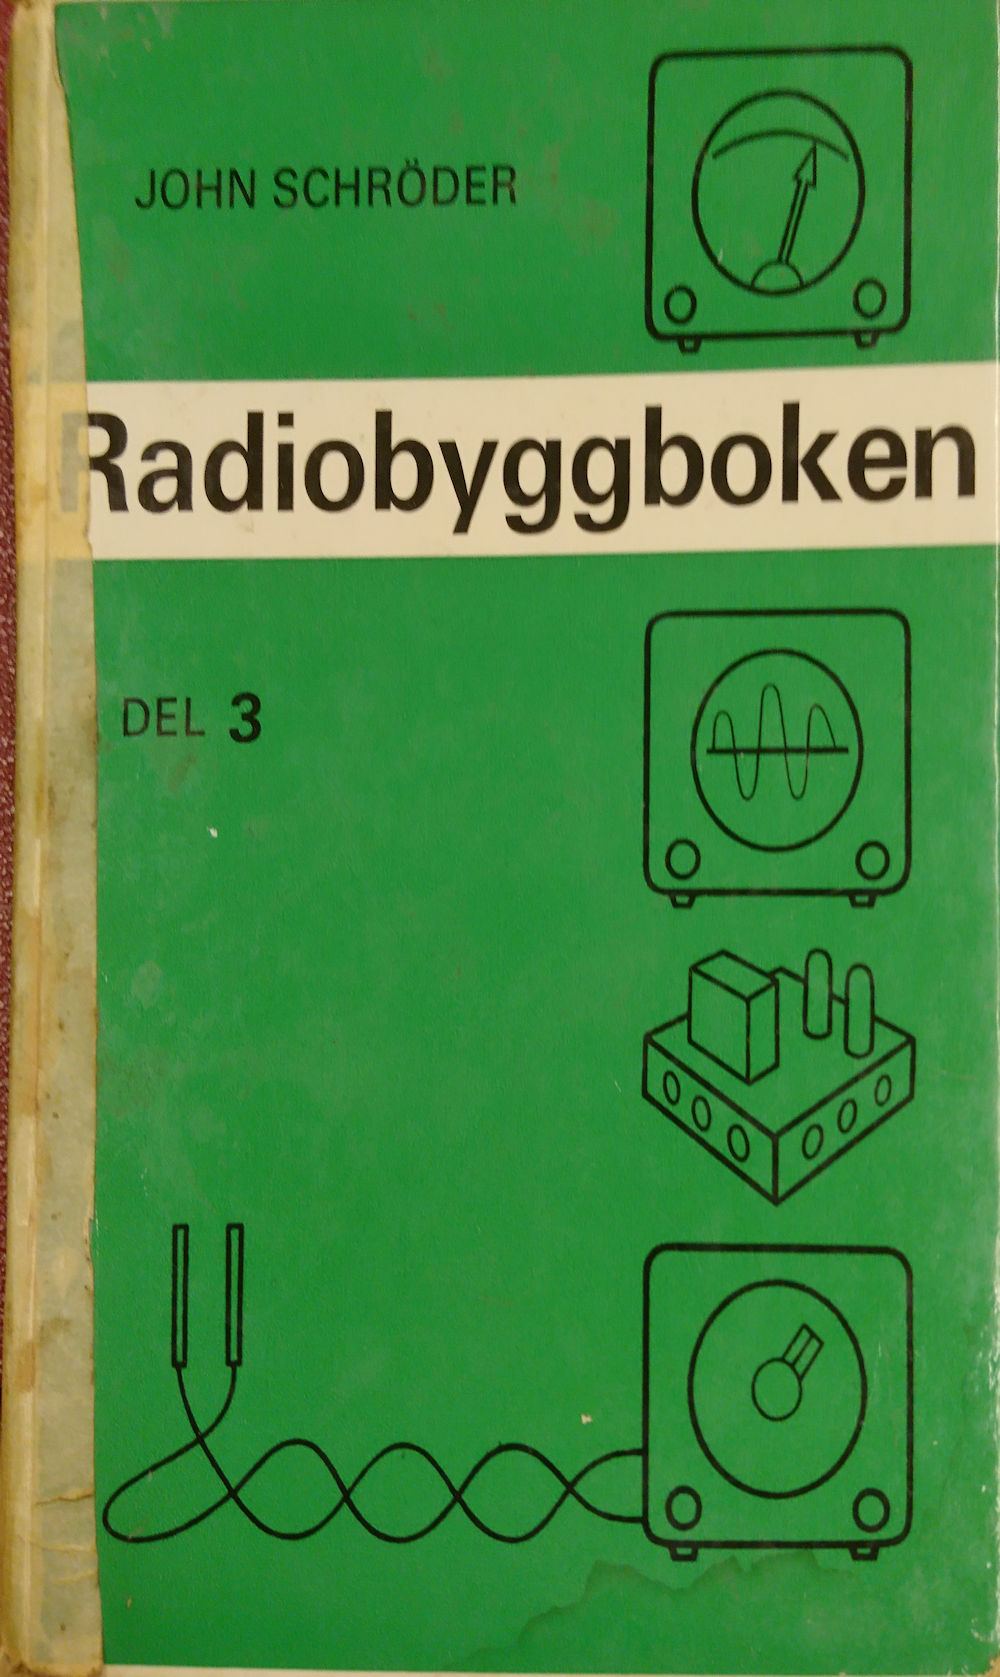 JOHN SCHRÖDER
Radiobyggboken
DEL 3